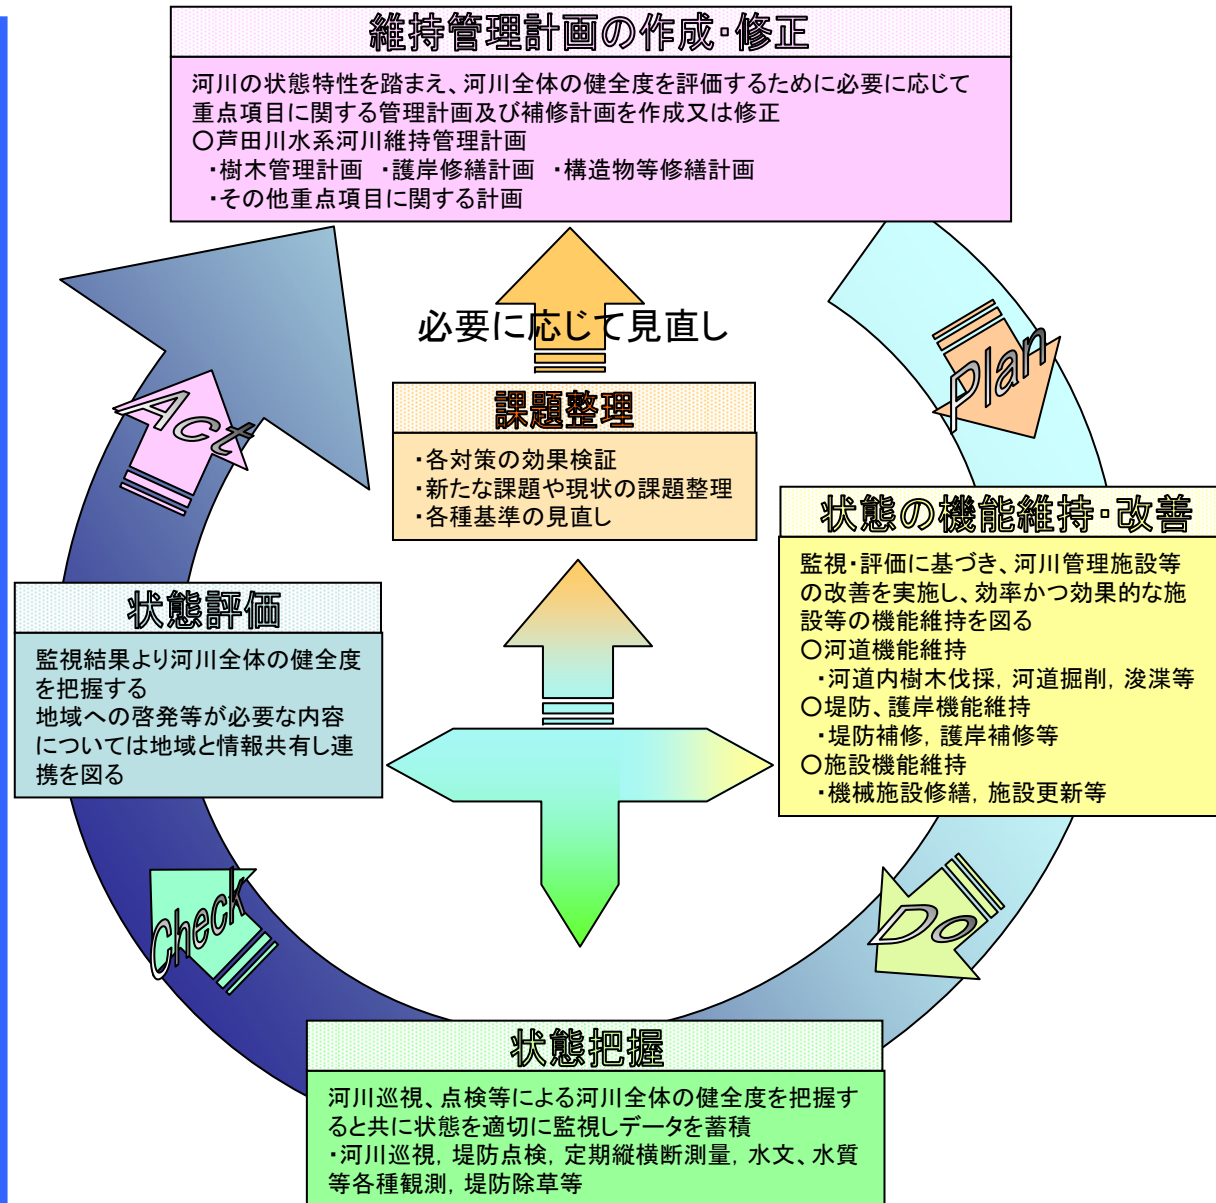 維持管理計画の作成・修正
河川の状態特性を踏まえ、河川全体の健全度を評価するために必要に応じて
重点項目に関する管理計画及び補修計画を作成又は修正
○芦田川水系河川維持管理計画
・樹木管理計画 ・護岸修繕計画 ・構造物等修繕計画
・その他重点項目に関する計画
必要に応じて見直し
Plan
Act
課題整理
・各対策の効果検証
・新たな課題や現状の課題整理
・各種基準の見直し
状態の機能維持・改善
監視・評価に基づき、河川管理施設等
の改善を実施し、効率かつ効果的な施
設等の機能維持を図る
○河道機能維持
・河道内樹木伐採, 河道掘削, 浚渫等
○堤防、護岸機能維持
・堤防補修, 護岸補修等
○施設機能維持
・機械施設修繕, 施設更新等
状態評価
監視結果より河川全体の健全度
を把握する
地域への啓発等が必要な内容
については地域と情報共有し連
携を図る
Check
Do
状態把握
河川巡視、点検等による河川全体の健全度を把握す
ると共に状態を適切に監視しデータを蓄積
・河川巡視, 堤防点検, 定期縦横断測量, 水文、水質
等各種観測, 堤防除草等